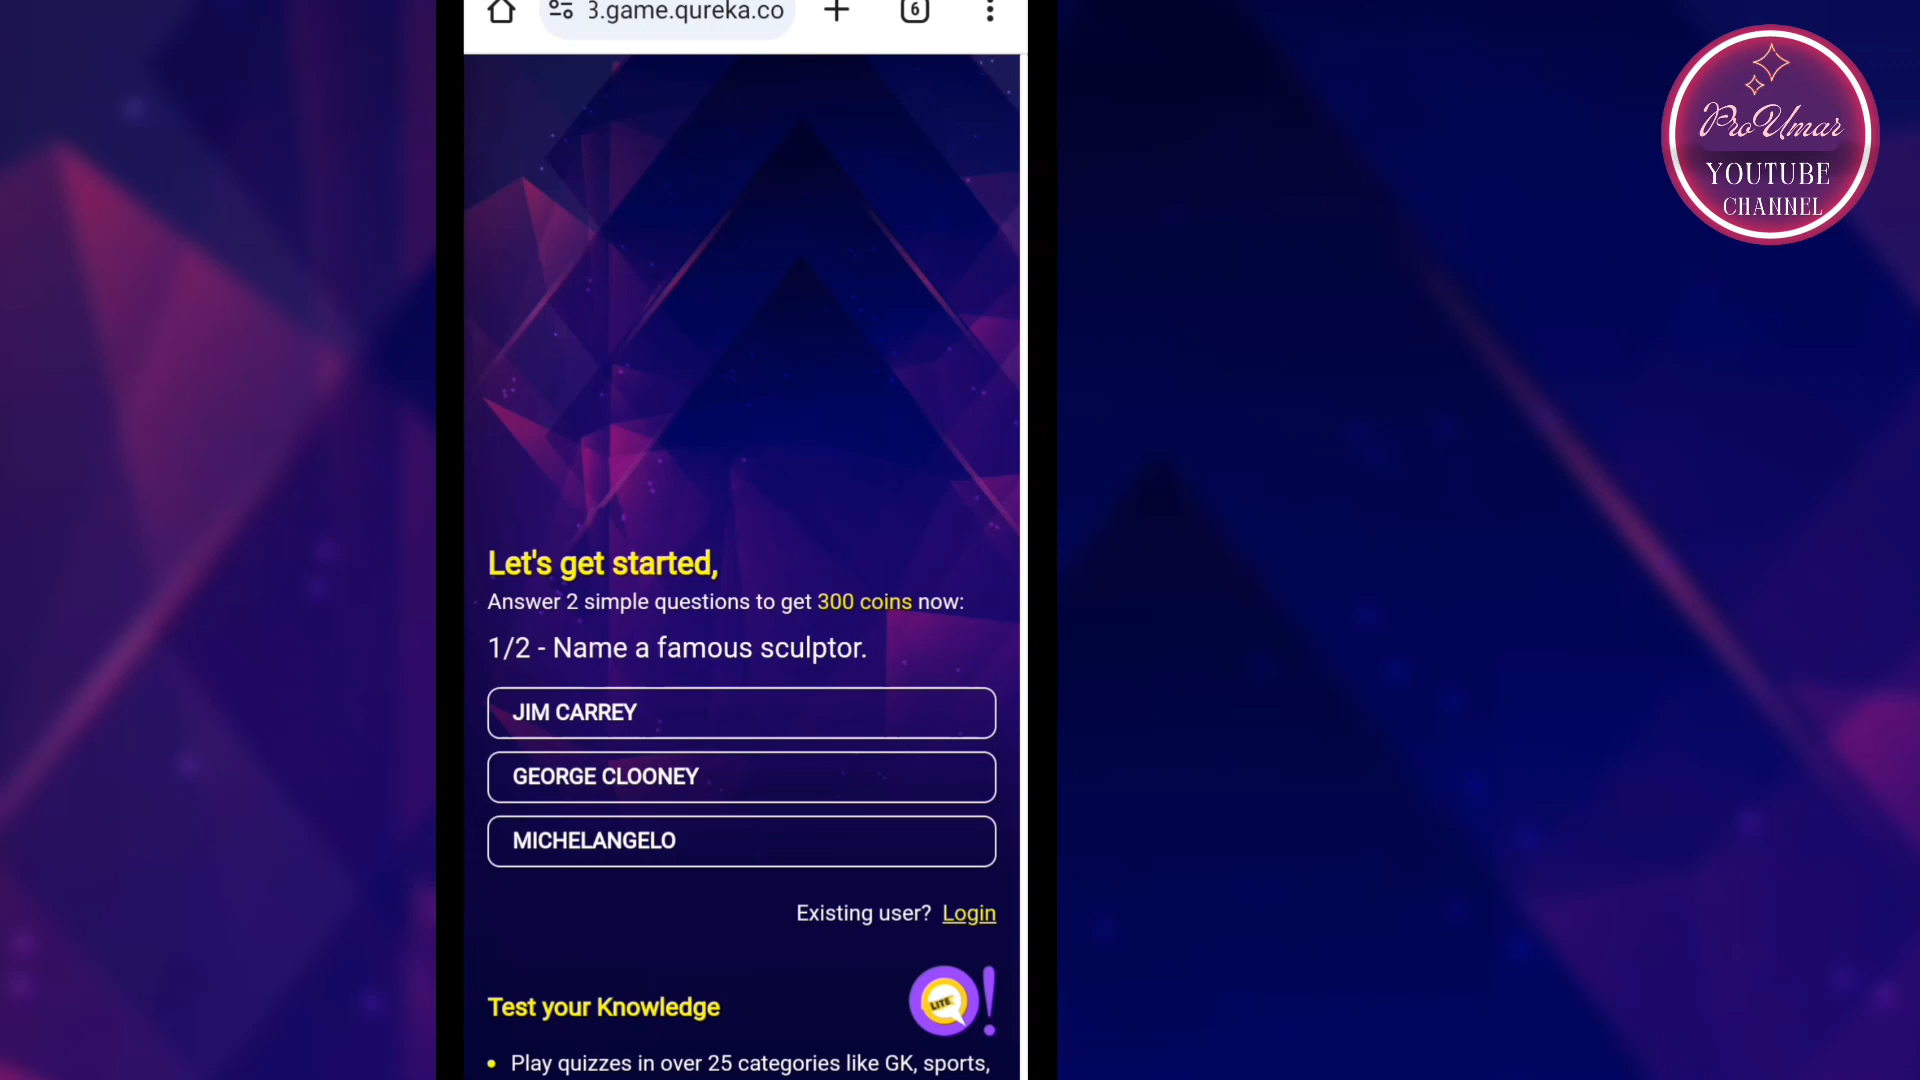 3.game.qureka.co
6
ProUmar
YOUTUBE
CHANNEL
Let's get started,
Answer 2 simple questions to get 300 coins now:
1/2 - Name a famous sculptor.
JIM CARREY
GEORGE CLOONEY
MICHELANGELO
Existing user? Login
Test your Knowledge
LITE
• Play quizzes in over 25 categories like GK, sports,